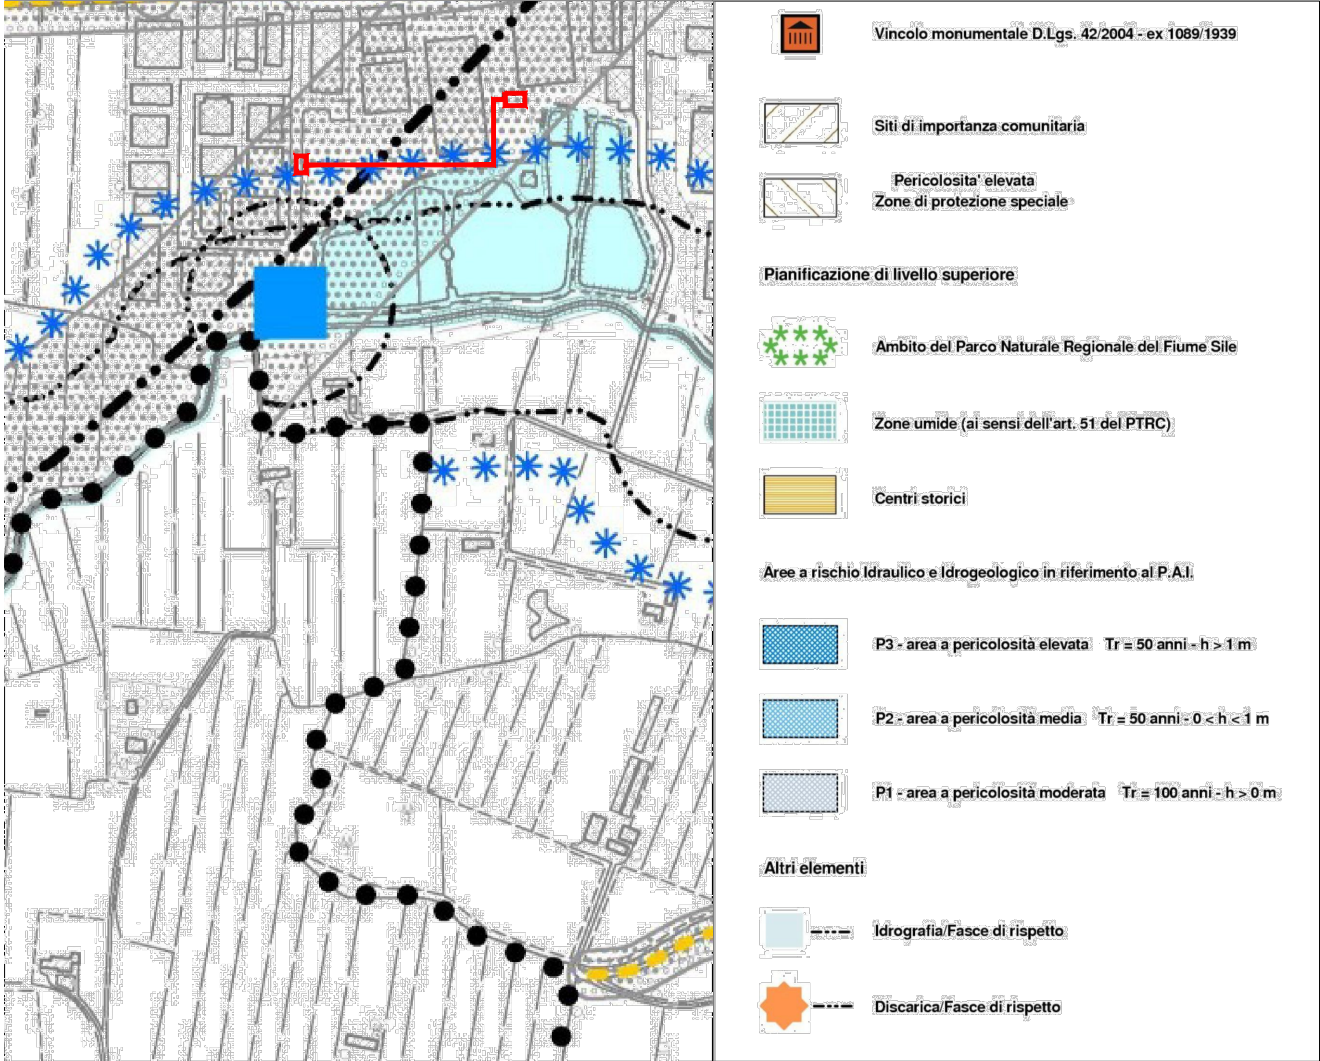 Vincolo monumentale D.Lgs. 42/2004 - ex 1089/1939
Siti di importanza comunitaria
Pericolosita' elevata
Zone di protezione speciale
Pianificazione di livello superiore
Ambito del Parco Naturale Regionale del Fiume Sile
Zone umide (ai sensi dell'art. 51 del PTRC)
Centri storici
Aree a rischio Idraulico e Idrogeologico in riferimento al P.A.I.
P3 - area a pericolosità elevata Tr = 50 anni - h > 1 m
P2 - area a pericolosità media Tr = 50 anni - 0 < h < 1 m
P1 - area a pericolosità moderata Tr = 100 anni - h > 0 m
Altri elementi
Idrografia/Fasce di rispetto
Discarica/Fasce di rispetto